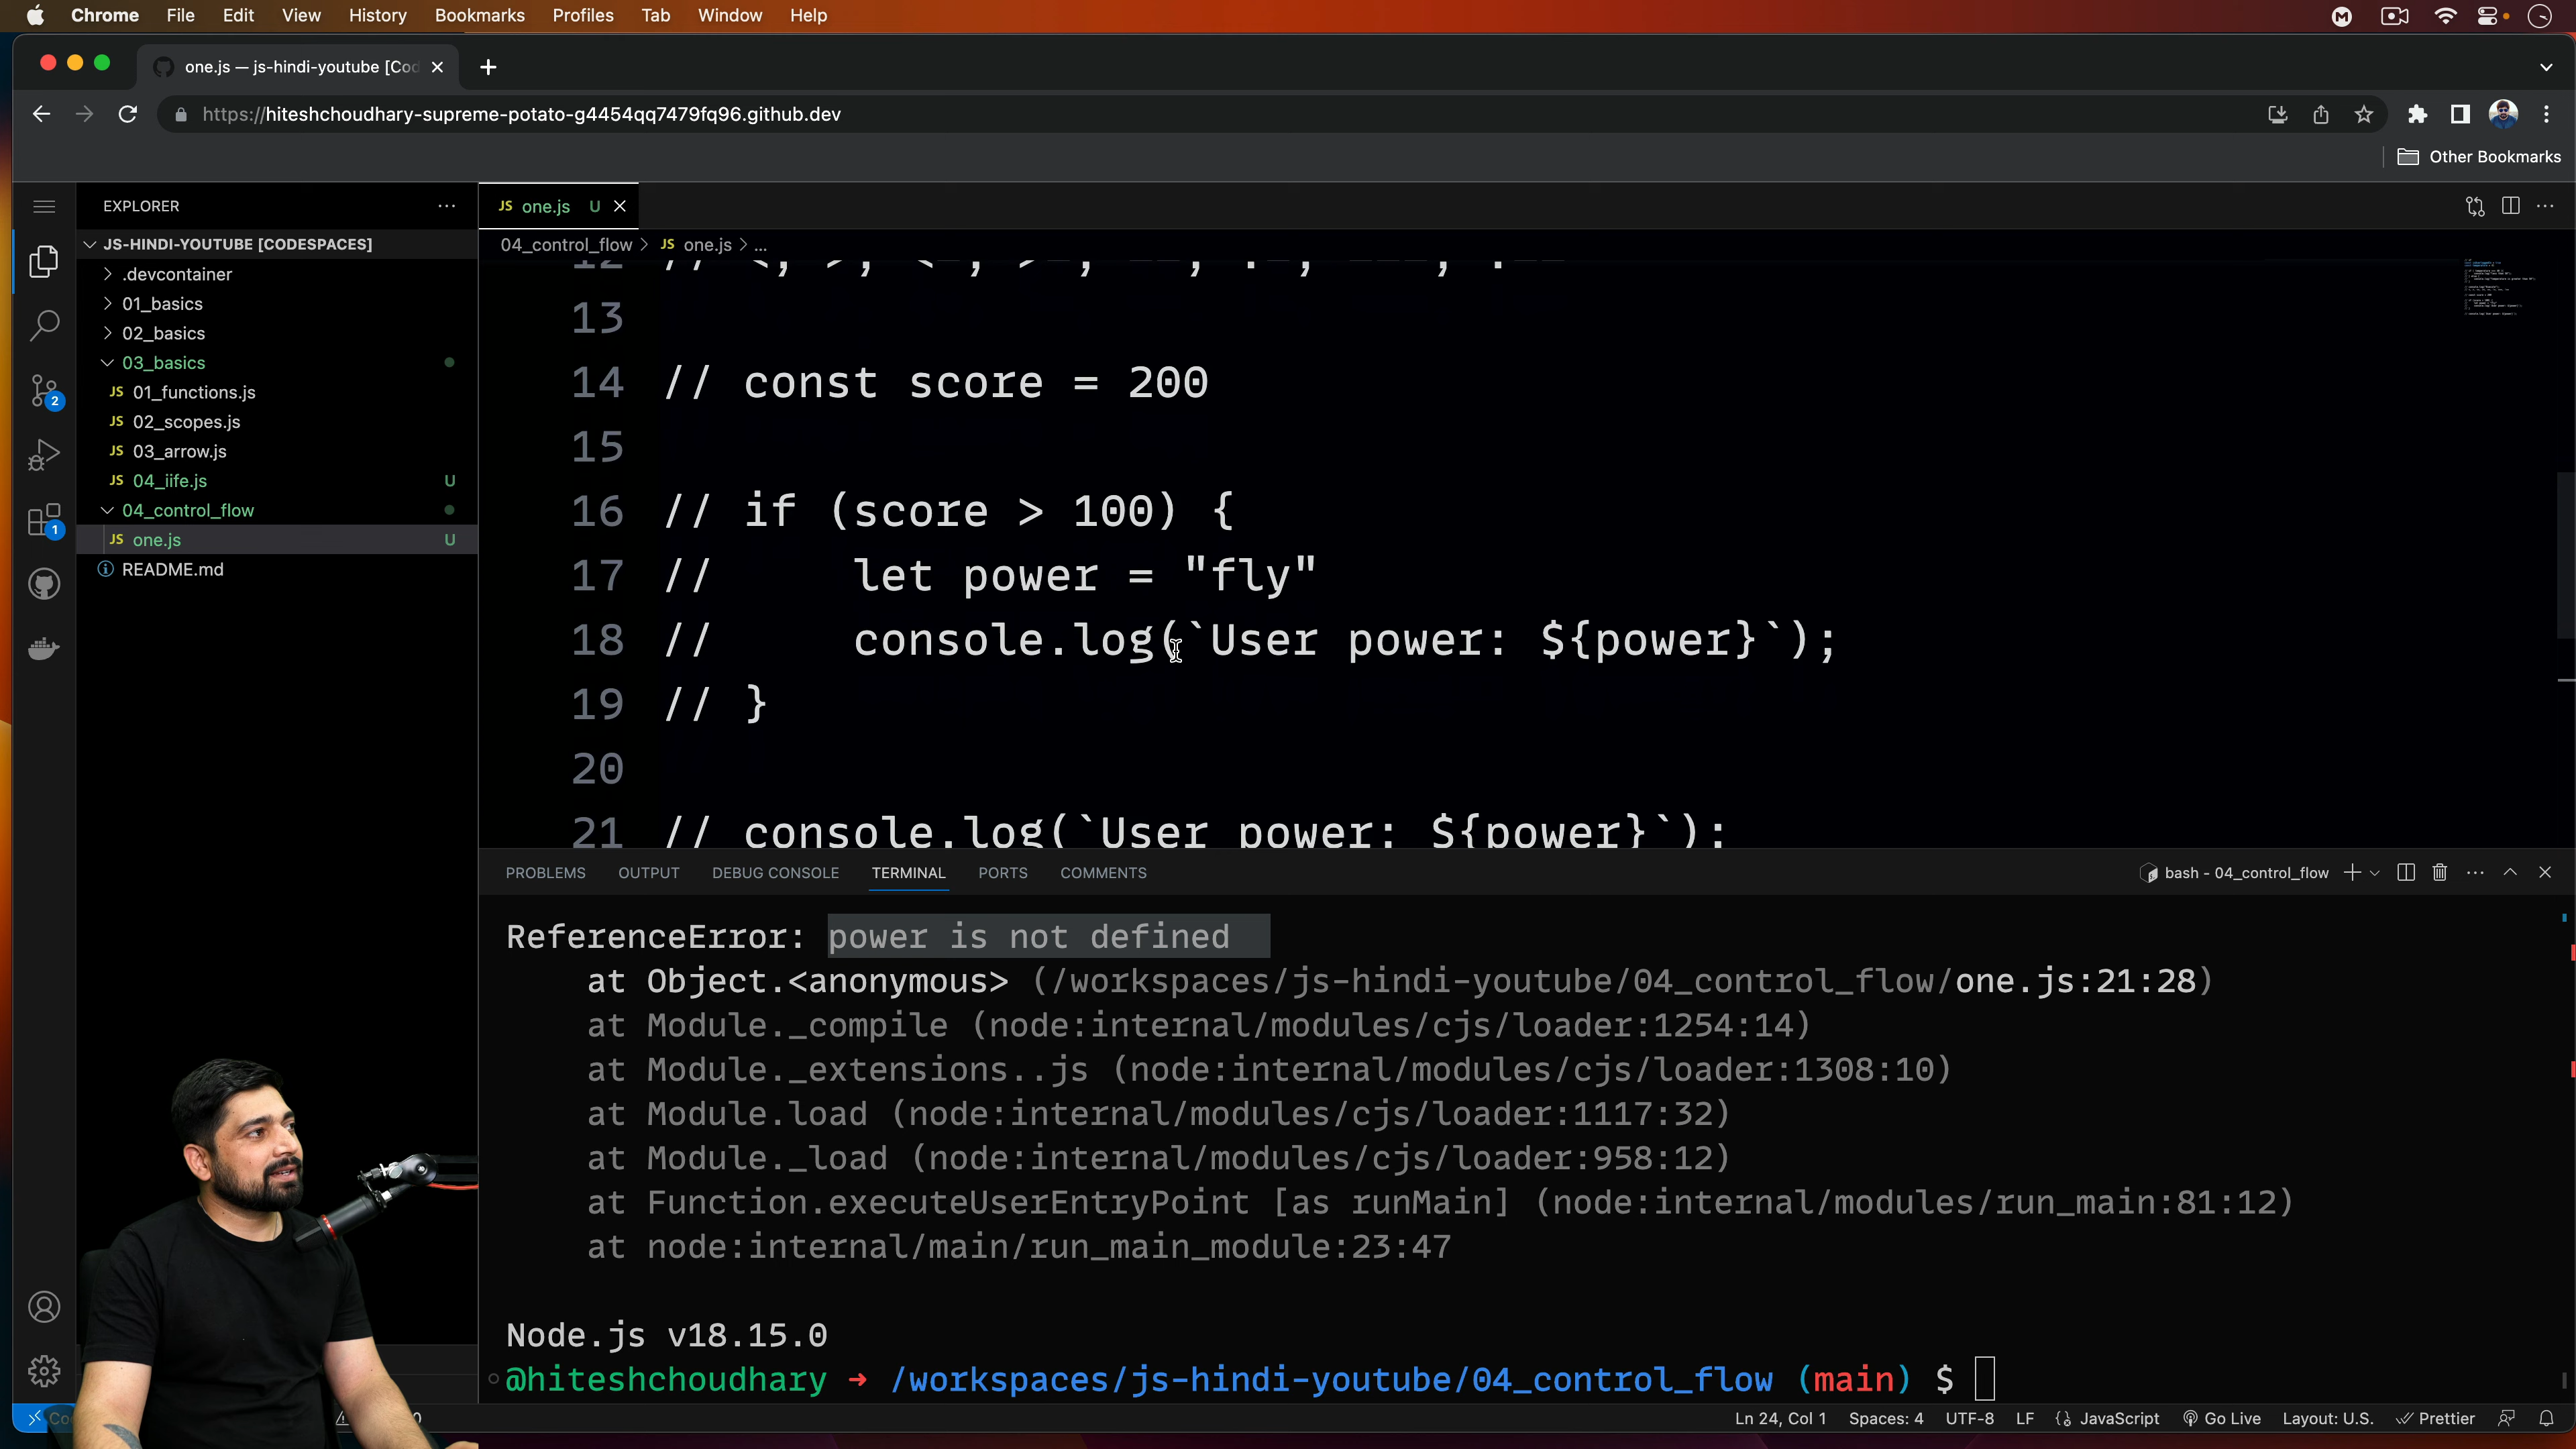 Chrome File Edit View History Bookmarks Profiles Tab Window Help
one.js — js-hindi-youtube [Cod
https://hiteshchoudhary-supreme-potato-g4454qq7479fq96.github.dev
Other Bookmarks
EXPLORER
JS-HINDI-YOUTUBE [CODESPACES]
.devcontainer
01_basics
02_basics
03_basics
JS 01_functions.js
JS 02_scopes.js
JS 03_arrow.js
JS 04_iife.js U
04_control_flow
JS one.js U
README.md
2
1
JS one.js U
04_control_flow > JS one.js > ...
13
14 // const score = 200
15
16 // if (score > 100) {
17 //     let power = "fly"
18 //     console.log(`User power: ${power}`);
19 // }
20
21 // console.log(`User power: ${power}`);
PROBLEMS OUTPUT DEBUG CONSOLE TERMINAL PORTS COMMENTS
bash - 04_control_flow
ReferenceError: power is not defined
at Object.<anonymous> (/workspaces/js-hindi-youtube/04_control_flow/one.js:21:28)
at Module._compile (node:internal/modules/cjs/loader:1254:14)
at Module._extensions..js (node:internal/modules/cjs/loader:1308:10)
at Module.load (node:internal/modules/cjs/loader:1117:32)
at Module._load (node:internal/modules/cjs/loader:958:12)
at Function.executeUserEntryPoint [as runMain] (node:internal/modules/run_main:81:12)
at node:internal/main/run_main_module:23:47
Node.js v18.15.0
@hiteshchoudhary ➜ /workspaces/js-hindi-youtube/04_control_flow (main) $
Ln 24, Col 1 Spaces: 4 UTF-8 LF JavaScript Go Live Layout: U.S. Prettier